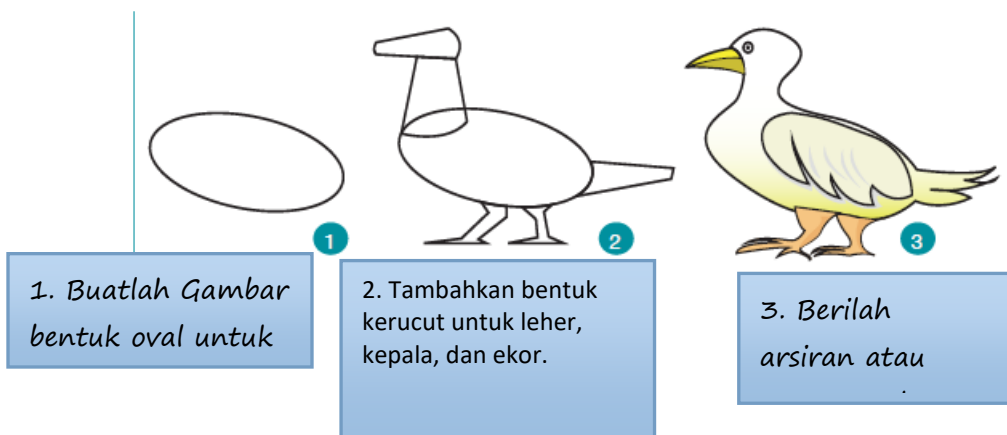 1
2
3
1. Buatlah Gambar
bentuk oval untuk
2. Tambahkan bentuk
kerucut untuk leher,
kepala, dan ekor.
3. Berilah
arsiran atau